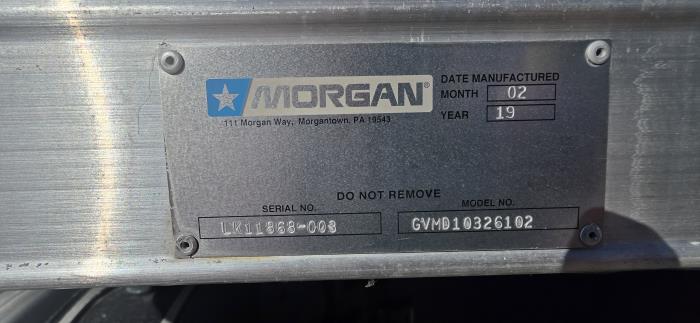 MORGAN®
111 Morgan Way, Morgantown, PA 19543
DATE MANUFACTURED
MONTH 02
YEAR 19
DO NOT REMOVE
SERIAL NO.
MODEL NO.
LK11868-003
GVMD10326102